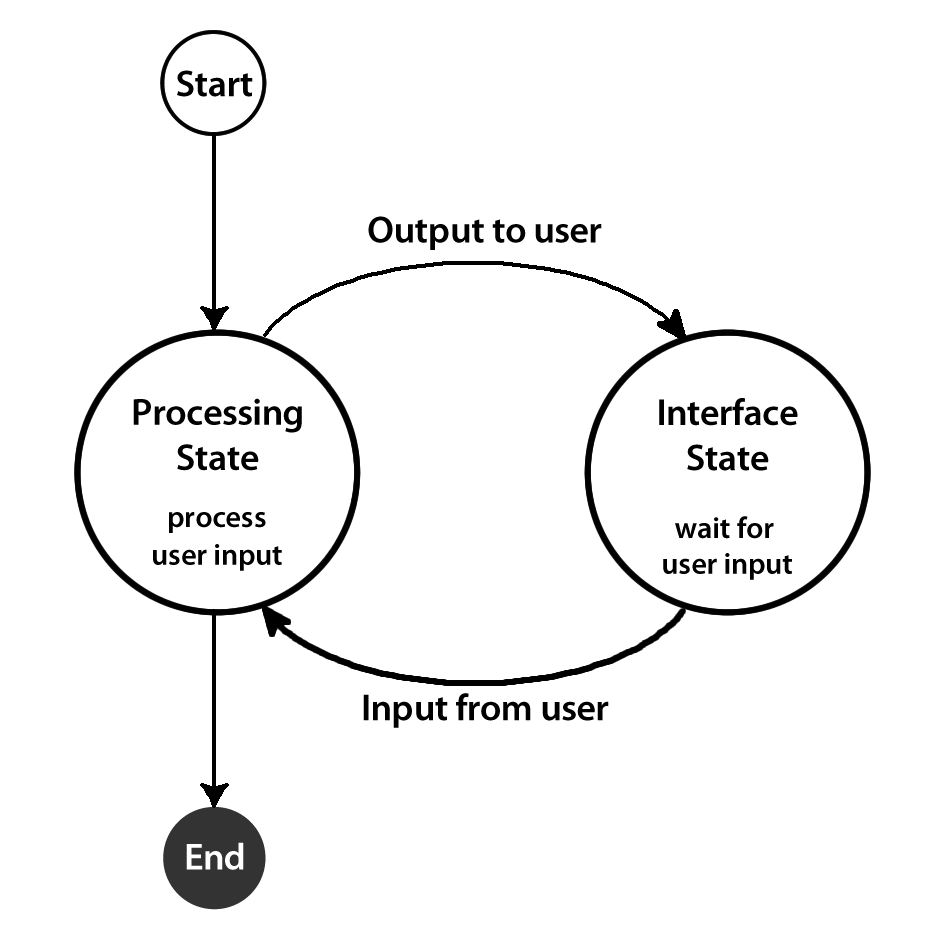 Start
Output to user
Processing
State
process
user input
Interface
State
wait for
user input
Input from user
End